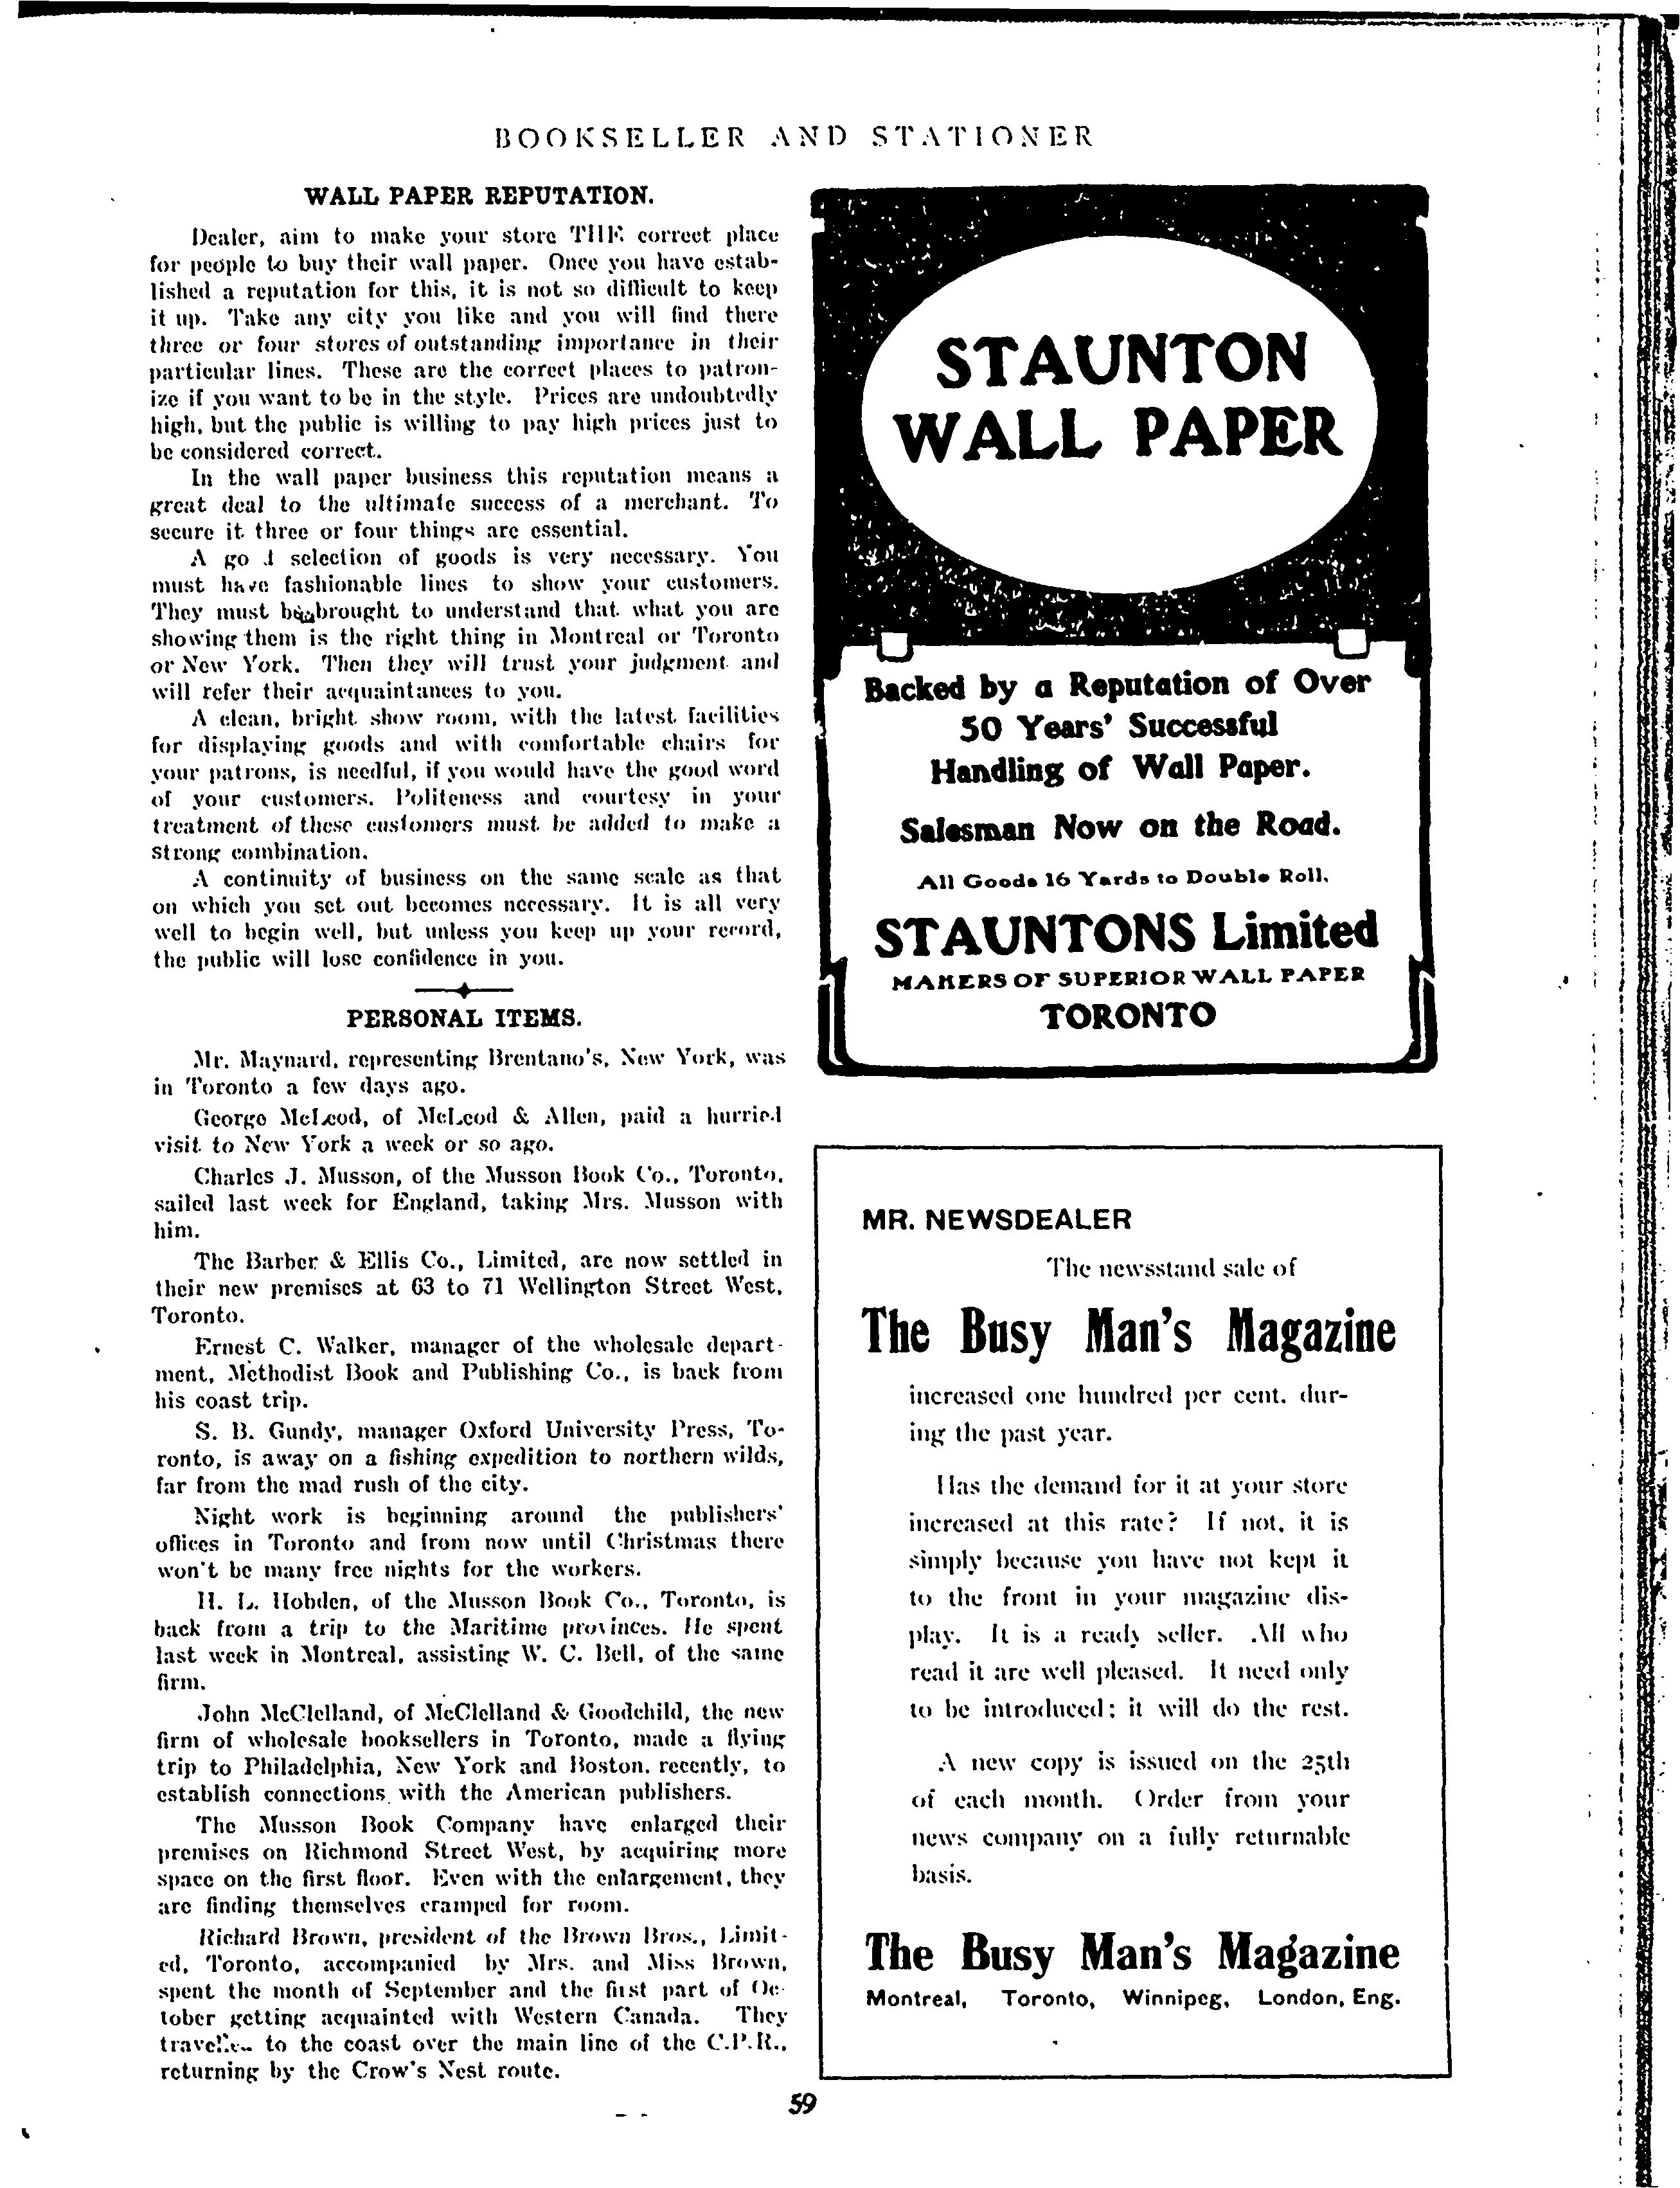 BOOKSELLER AND STATIONER
WALL PAPER REPUTATION.
Dealer, aim to make your store THE correct place
for people to buy their wall paper. Once you have estab-
lished a reputation for this, it is not so difficult to keep
it up. Take any city you like and you will find there
three or four stores of outstanding importance in their
particular lines. These are the correct places to patron-
ize if you want to be in the style. Prices are undoubtedly
high, but the public is willing to pay high prices just to
be considered correct.
In the wall paper business this reputation means a
great deal to the ultimate success of a merchant. To
secure it three or four things are essential.
A good selection of goods is very necessary. You
must have fashionable lines to show your customers.
They must be brought to understand that what you are
showing them is the right thing in Montreal or Toronto
or New York. Then they will trust your judgment and
will refer their acquaintances to you.
A clean, bright show room, with the latest facilities
for displaying goods and with comfortable chairs for
your patrons, is needful, if you would have the good word
of your customers. Politeness and courtesy in your
treatment of these customers must be added to make a
strong combination.
A continuity of business on the same scale as that
on which you set out becomes necessary. It is all very
well to begin well, but unless you keep up your record,
the public will lose confidence in you.
PERSONAL ITEMS.
Mr. Maynard, representing Brentano's, New York, was
in Toronto a few days ago.
George McLeod, of McLeod & Allen, paid a hurried
visit to New York a week or so ago.
Charles J. Musson, of the Musson Book Co., Toronto,
sailed last week for England, taking Mrs. Musson with
him.
The Barber & Ellis Co., Limited, are now settled in
their new premises at 63 to 71 Wellington Street West,
Toronto.
Ernest C. Walker, manager of the wholesale depart-
ment, Methodist Book and Publishing Co., is back from
his coast trip.
S. B. Gundy, manager Oxford University Press, To-
ronto, is away on a fishing expedition to northern wilds,
far from the mad rush of the city.
Night work is beginning around the publishers'
offices in Toronto and from now until Christmas there
won't be many free nights for the workers.
H. L. Hobden, of the Musson Book Co., Toronto, is
back from a trip to the Maritime provinces. He spent
last week in Montreal, assisting W. C. Bell, of the same
firm.
John McClelland, of McClelland & Goodchild, the new
firm of wholesale booksellers in Toronto, made a flying
trip to Philadelphia, New York and Boston. recently, to
establish connections with the American publishers.
The Musson Book Company have enlarged their
premises on Richmond Street West, by acquiring more
space on the first floor. Even with the enlargement, they
are finding themselves cramped for room.
Richard Brown, president of the Brown Bros., Limit-
ed, Toronto, accompanied by Mrs. and Miss Brown,
spent the month of September and the first part of Oc-
tober getting acquainted with Western Canada. They
to the coast over the main line of the C.P.R.,
returning by the Crow's Nest route.
STAUNTON
WALL PAPER
Backed by a Reputation of Over
50 Years' Successful
Handling of Wall Paper.
Salesman Now on the Road.
All Goods 16 Yards to Double Roll.
STAUNTONS Limited
MAKERS OF SUPERIOR WALL PAPER
TORONTO
MR. NEWSDEALER
The newsstand sale of
The Busy Man's Magazine
increased one hundred per cent. dur-
ing the past year.
Has the demand for it at your store
increased at this rate? If not, it is
simply because you have not kept it
to the front in your magazine dis-
play. It is a ready seller. All who
read it are well pleased. It need only
to be introduced; it will do the rest.
A new copy is issued on the 25th
of each month. Order from your
news company on a fully returnable
basis.
The Busy Man's Magazine
Montreal, Toronto, Winnipeg, London, Eng.
59